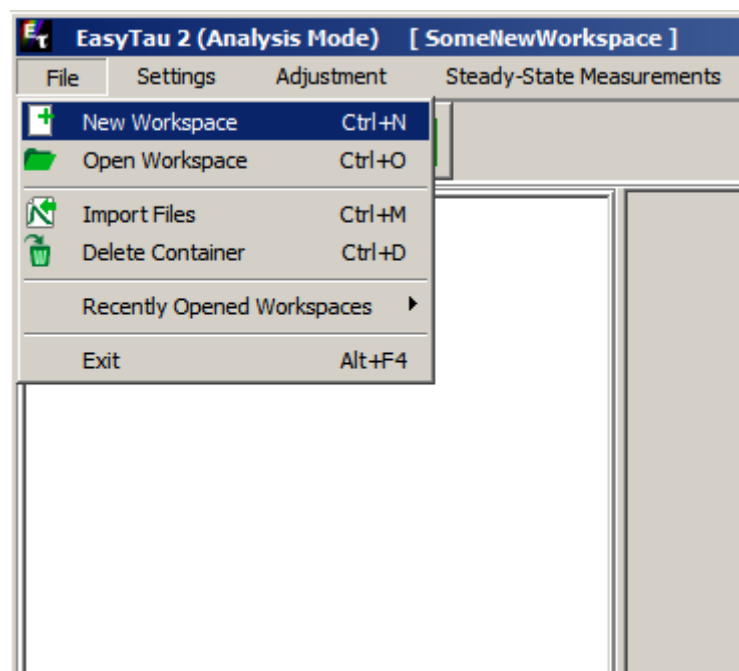 Eτ EasyTau 2 (Analysis Mode) [ SomeNewWorkspace ]
File Settings Adjustment Steady-State Measurements
New Workspace Ctrl+N
Open Workspace Ctrl+O
Import Files Ctrl+M
Delete Container Ctrl+D
Recently Opened Workspaces
Exit Alt+F4